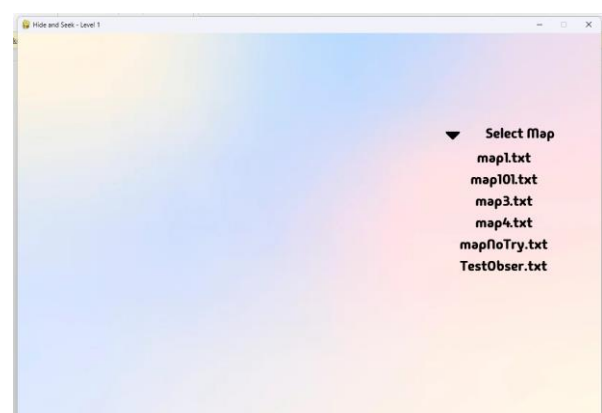 Hide and Seek - Level 1
Select Map
map1.txt
map101.txt
map3.txt
map4.txt
mapNoTry.txt
TestObser.txt